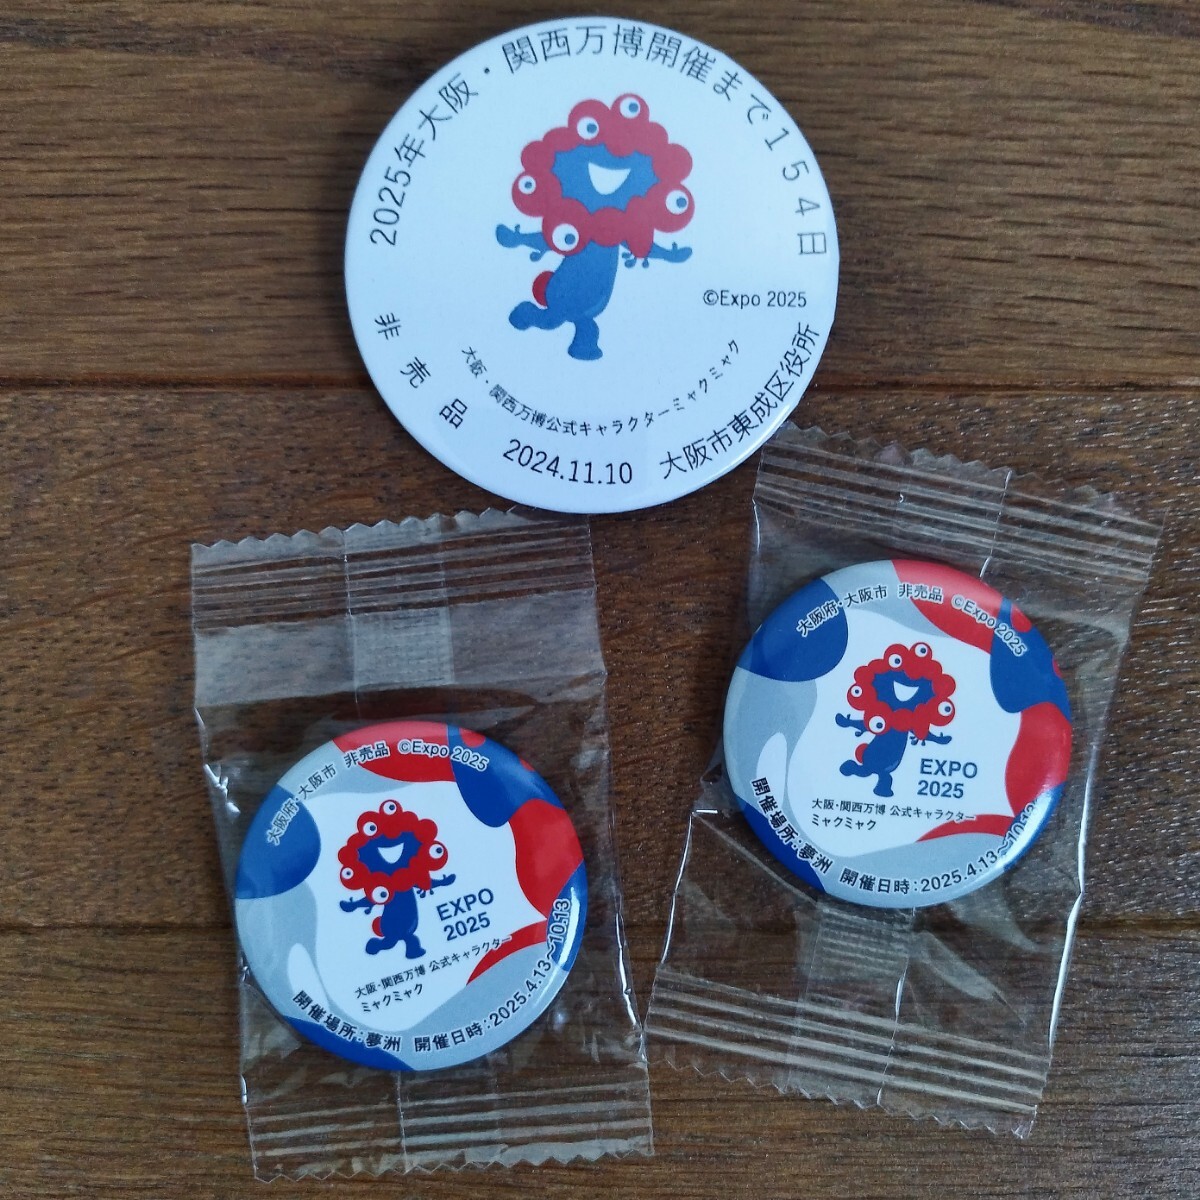 2025年大阪・関西万博開催まで154日
©Expo 2025
大阪・関西万博公式キャラクターミャクミャク
非売品
2024.11.10
大阪市東成区役所
大阪府・大阪市 非売品 ©Expo 2025
EXPO
2025
大阪・関西万博 公式キャラクター
ミャクミャク
開催場所：夢洲 開催日時：2025.4.13~10.13
大阪府・大阪市 非売品 ©Expo 2025
EXPO
2025
大阪・関西万博 公式キャラクター
ミャクミャク
開催場所：夢洲 開催日時：2025.4.13~10.13